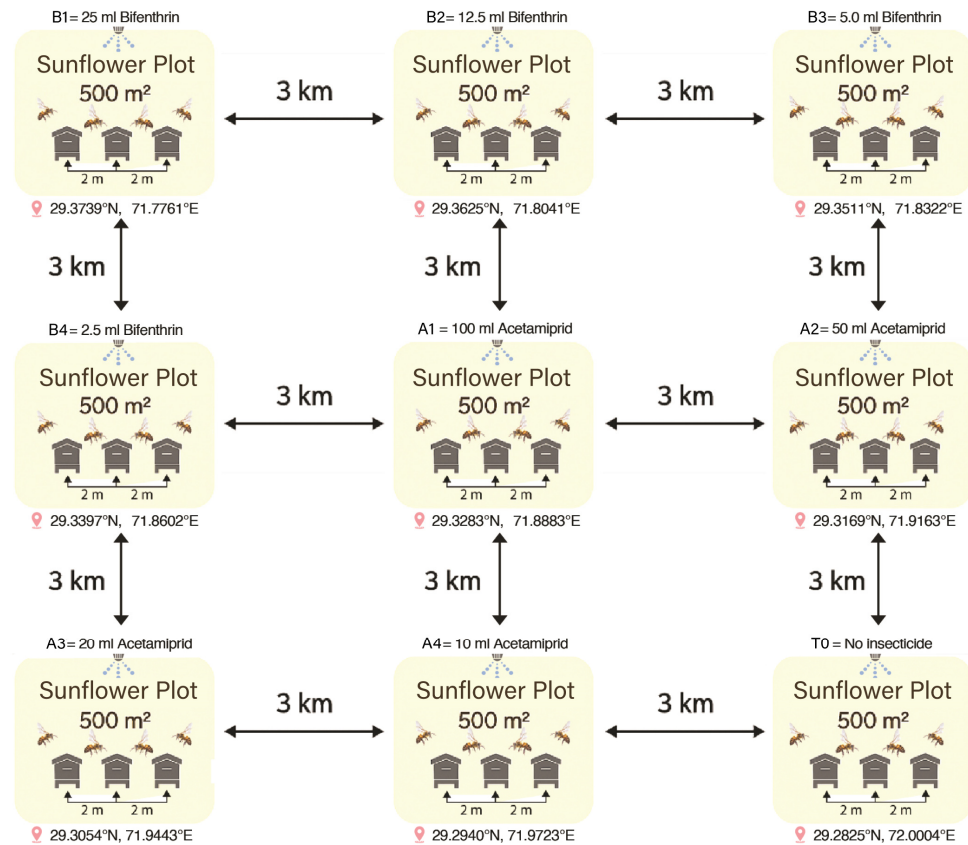 B1= 25 ml Bifenthrin
B2= 12.5 ml Bifenthrin
B3= 5.0 ml Bifenthrin
Sunflower Plot
500 m²
2 m 2 m
Sunflower Plot
500 m²
2 m 2 m
Sunflower Plot
500 m²
2 m 2 m
3 km
3 km
29.3739°N, 71.7761°E
29.3625°N, 71.8041°E
29.3511°N, 71.8322°E
3 km
3 km
3 km
B4= 2.5 ml Bifenthrin
A1 = 100 ml Acetamiprid
A2= 50 ml Acetamiprid
Sunflower Plot
500 m²
2 m 2 m
Sunflower Plot
500 m²
2 m 2 m
Sunflower Plot
500 m²
2 m 2 m
3 km
3 km
29.3397°N, 71.8602°E
29.3283°N, 71.8883°E
29.3169°N, 71.9163°E
3 km
3 km
3 km
A3= 20 ml Acetamiprid
A4= 10 ml Acetamiprid
T0 = No insecticide
Sunflower Plot
500 m²
2 m 2 m
Sunflower Plot
500 m²
2 m 2 m
Sunflower Plot
500 m²
2 m 2 m
3 km
3 km
29.3054°N, 71.9443°E
29.2940°N, 71.9723°E
29.2825°N, 72.0004°E